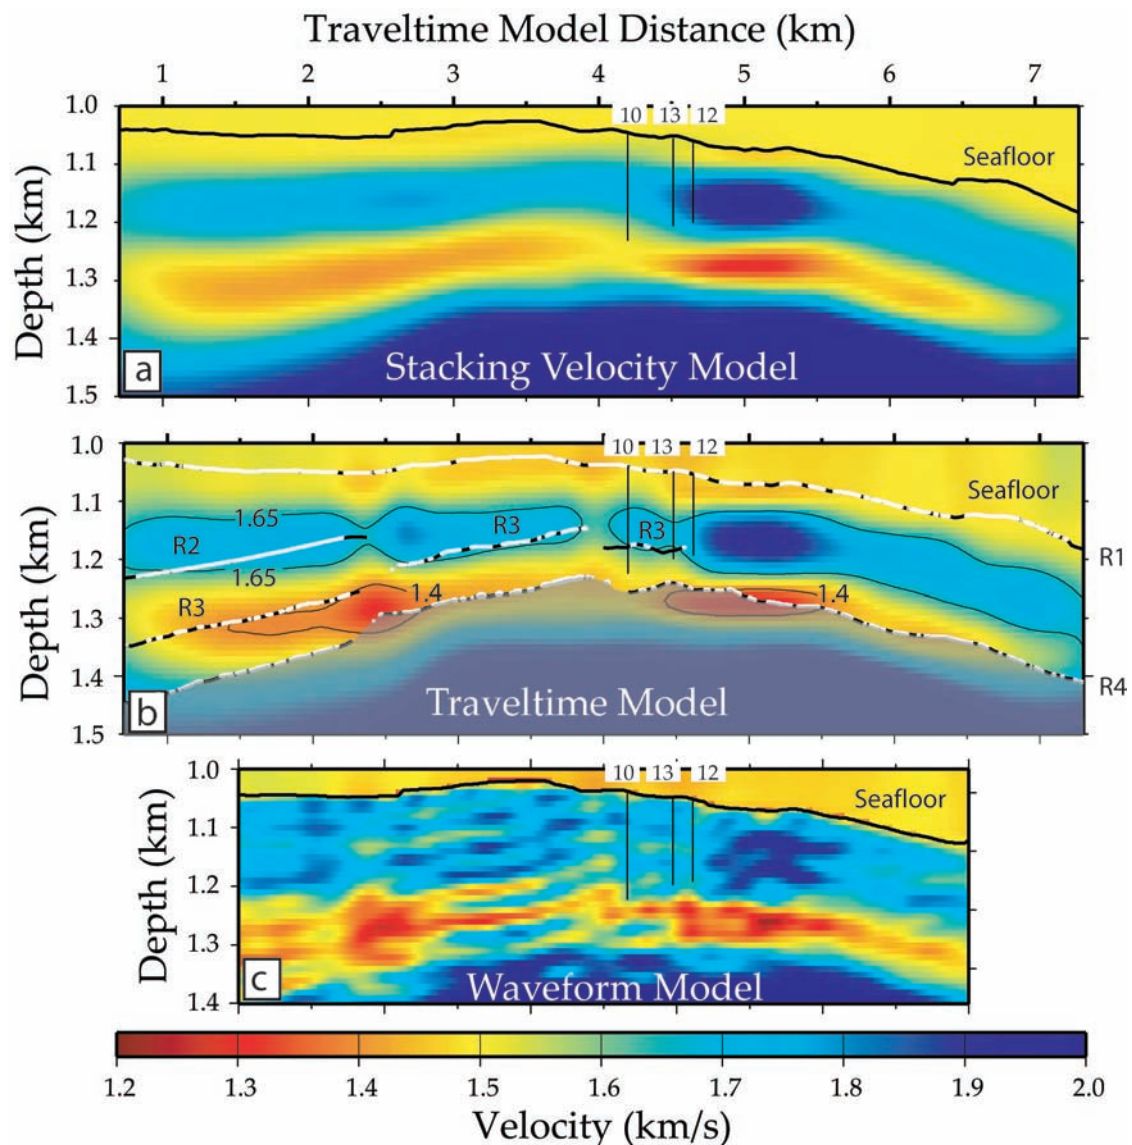 Traveltime Model Distance (km)
1 2 3 4 5 6 7
Depth (km)
1.0
1.1
1.2
1.3
1.4
1.5
10 13 12
Seafloor
a
Stacking Velocity Model
Depth (km)
1.0
1.1
1.2
1.3
1.4
1.5
10 13 12
Seafloor
1.65
R2
R3
R3
R1
1.65
R3
1.4
1.4
R4
b
Traveltime Model
Depth (km)
1.0
1.1
1.2
1.3
1.4
10 13 12
Seafloor
c
Waveform Model
1.2 1.3 1.4 1.5 1.6 1.7 1.8 1.9 2.0
Velocity (km/s)